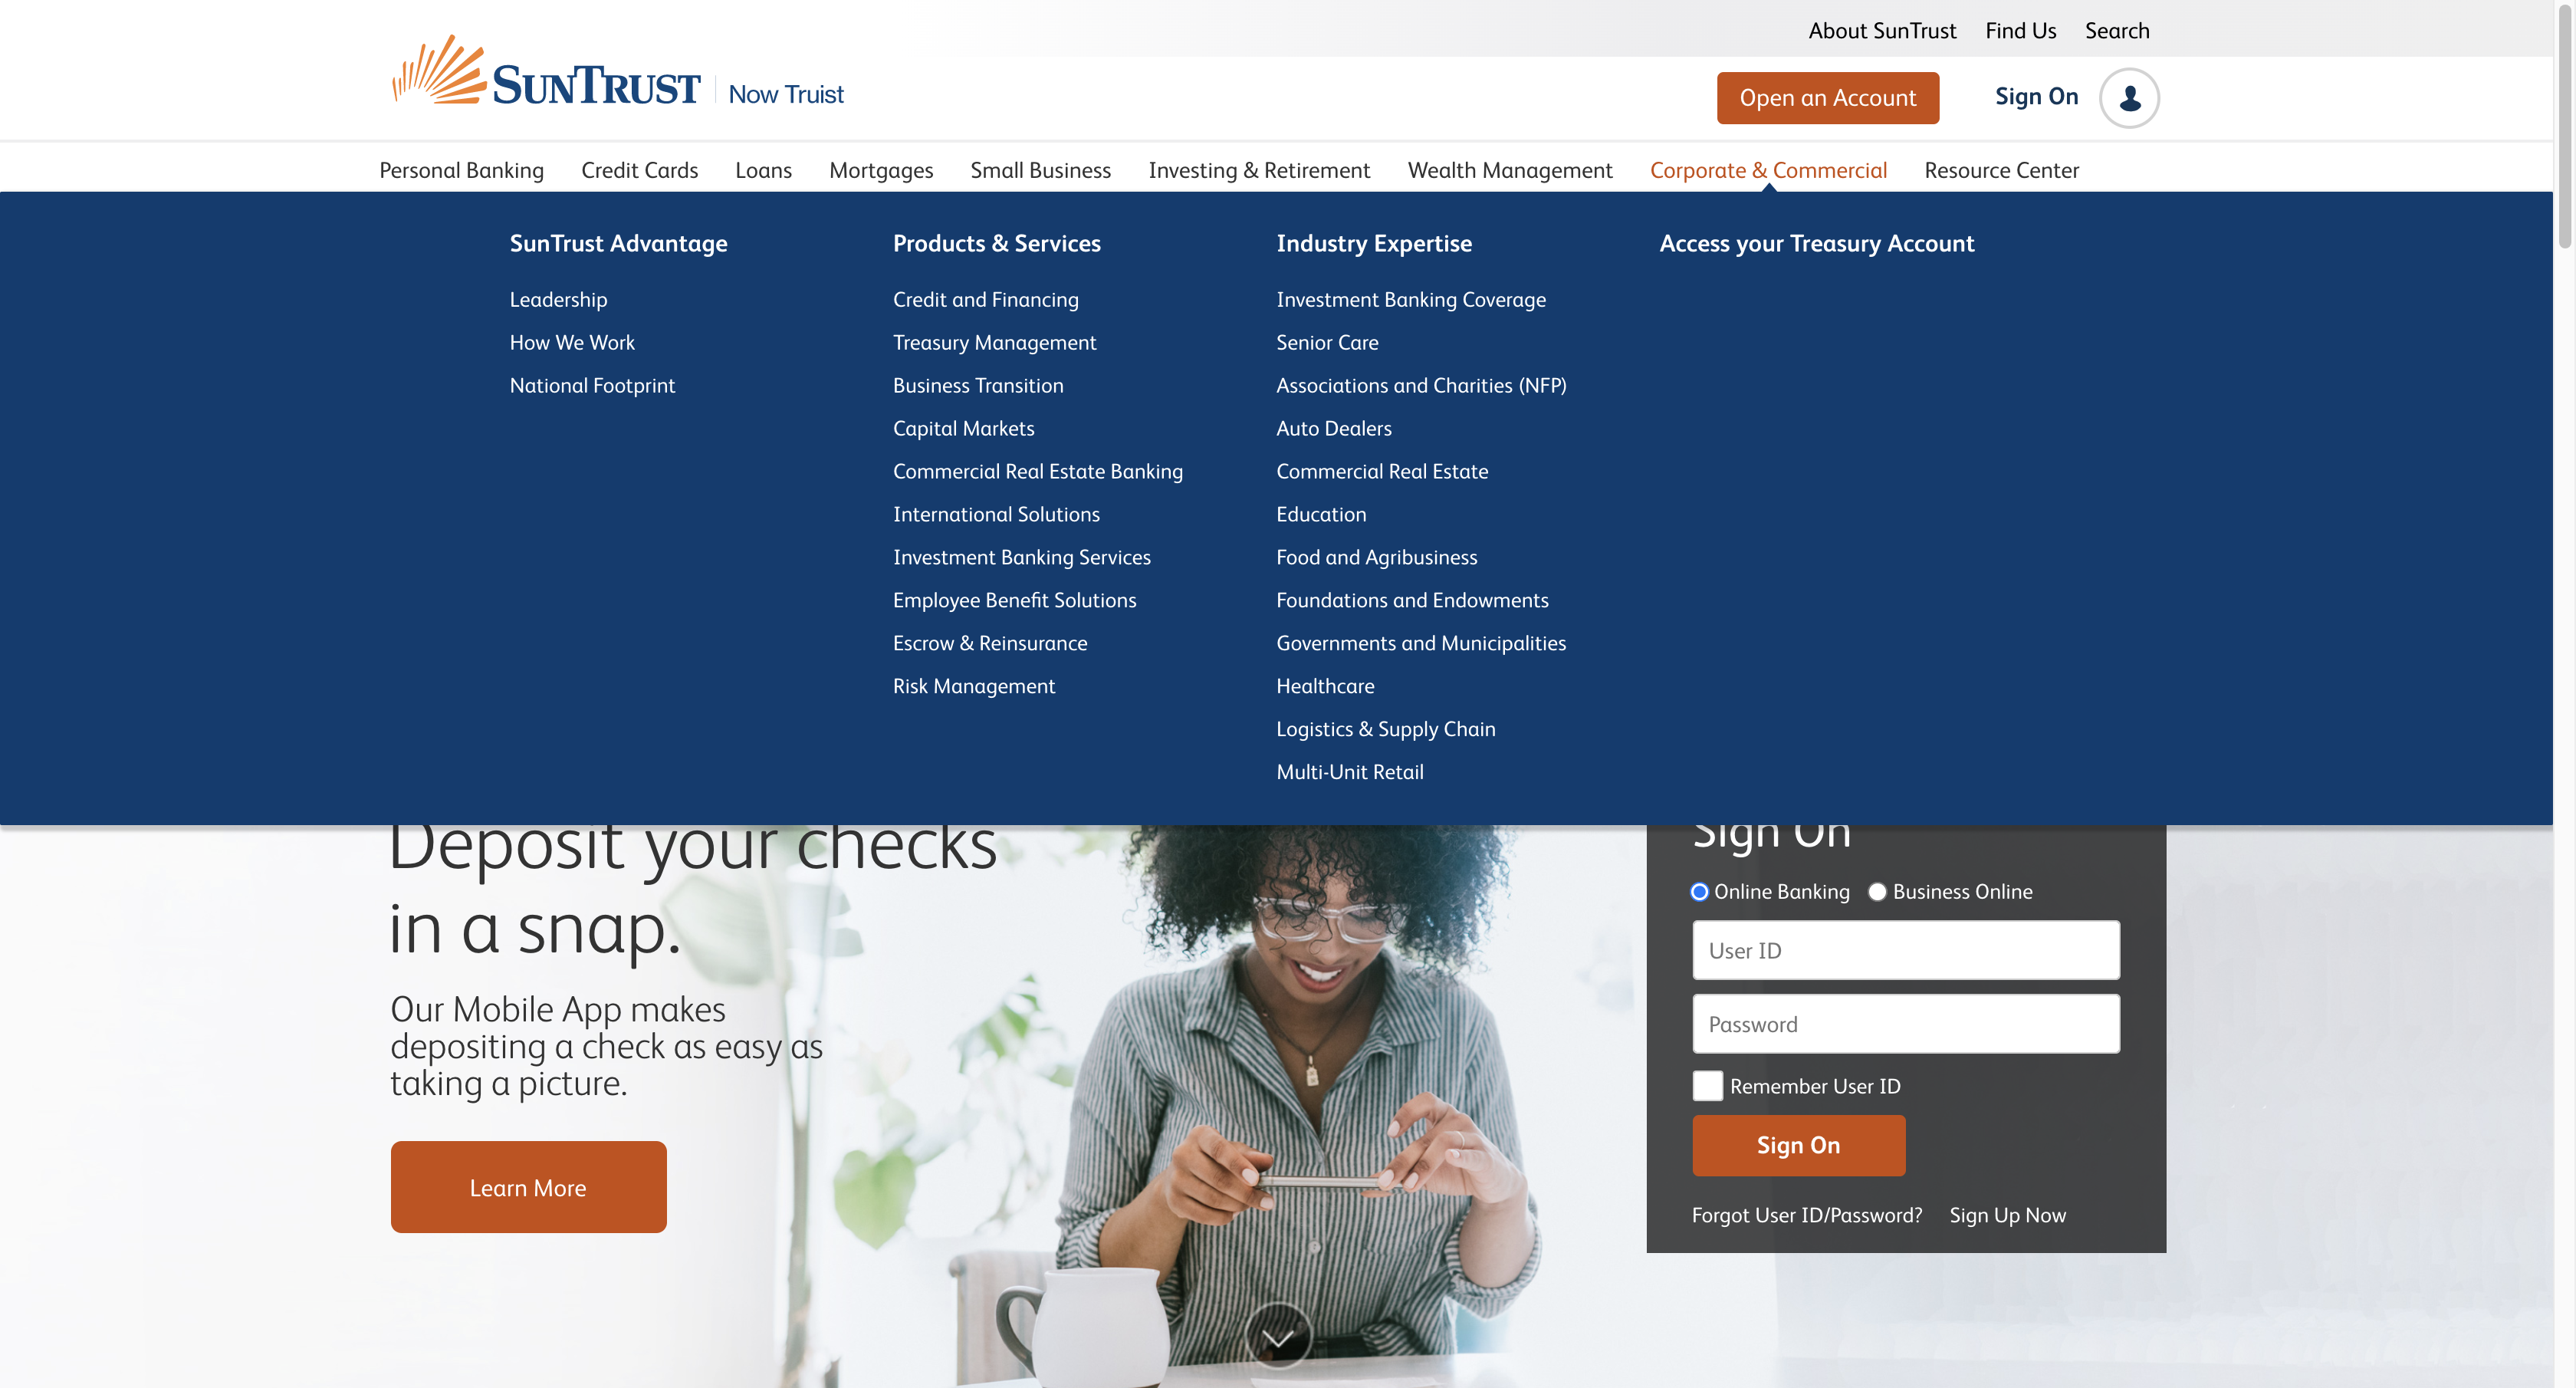 About SunTrust Find Us Search
SUNTRUST Now Truist
Open an Account Sign On
Personal Banking Credit Cards Loans Mortgages Small Business Investing & Retirement Wealth Management Corporate & Commercial Resource Center
SunTrust Advantage
Leadership
How We Work
National Footprint
Products & Services
Credit and Financing
Treasury Management
Business Transition
Capital Markets
Commercial Real Estate Banking
International Solutions
Investment Banking Services
Employee Benefit Solutions
Escrow & Reinsurance
Risk Management
Industry Expertise
Investment Banking Coverage
Senior Care
Associations and Charities (NFP)
Auto Dealers
Commercial Real Estate
Education
Food and Agribusiness
Foundations and Endowments
Governments and Municipalities
Healthcare
Logistics & Supply Chain
Multi-Unit Retail
Access your Treasury Account
Deposit your checks
in a snap.
Our Mobile App makes
depositing a check as easy as
taking a picture.
Learn More
Sign On
Online Banking Business Online
User ID
Password
Remember User ID
Sign On
Forgot User ID/Password? Sign Up Now